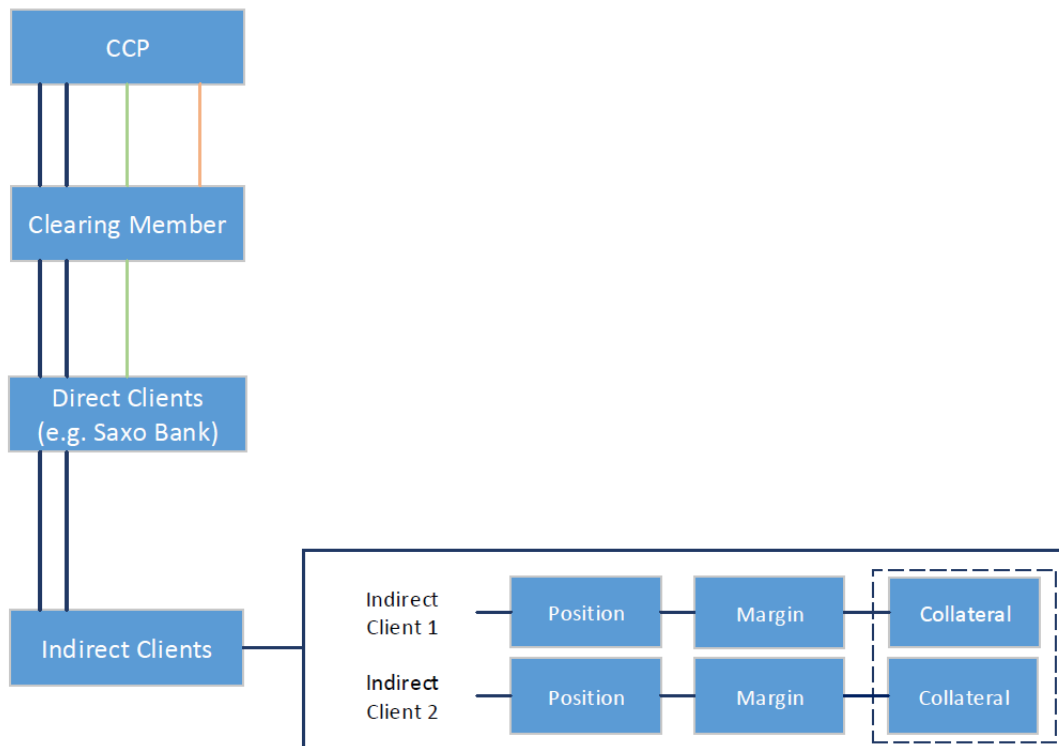 CCP
Clearing Member
Direct Clients
(e.g. Saxo Bank)
Indirect Clients
Indirect
Client 1
Position
Margin
Collateral
Indirect
Client 2
Position
Margin
Collateral